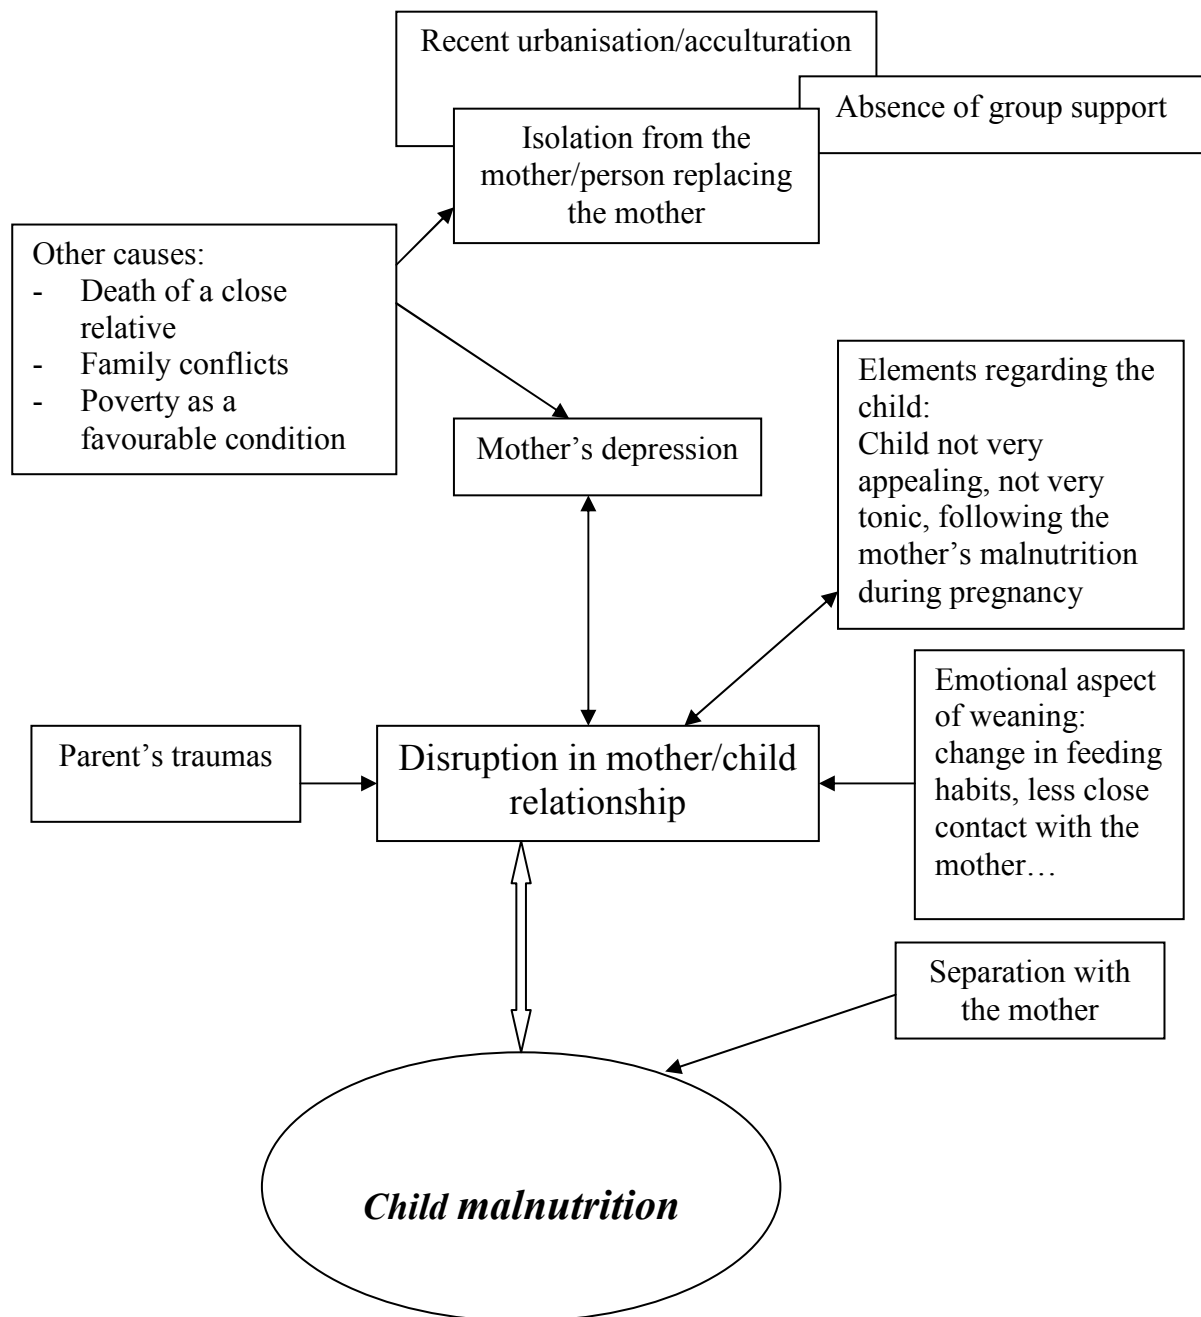 Recent urbanisation/acculturation
Absence of group support
Isolation from the
mother/person replacing
the mother
Other causes:
- Death of a close
relative
- Family conflicts
- Poverty as a
favourable condition
Mother’s depression
Elements regarding the
child:
Child not very
appealing, not very
tonic, following the
mother’s malnutrition
during pregnancy
Emotional aspect
of weaning:
change in feeding
habits, less close
contact with the
mother…
Parent’s traumas
Disruption in mother/child
relationship
Separation with
the mother
Child malnutrition